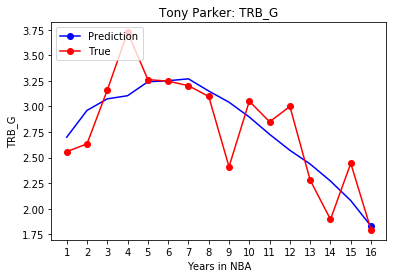 Tony Parker: TRB_G
Prediction
True
TRB_G
3.75
3.50
3.25
3.00
2.75
2.50
2.25
2.00
1.75
1 2 3 4 5 6 7 8 9 10 11 12 13 14 15 16
Years in NBA